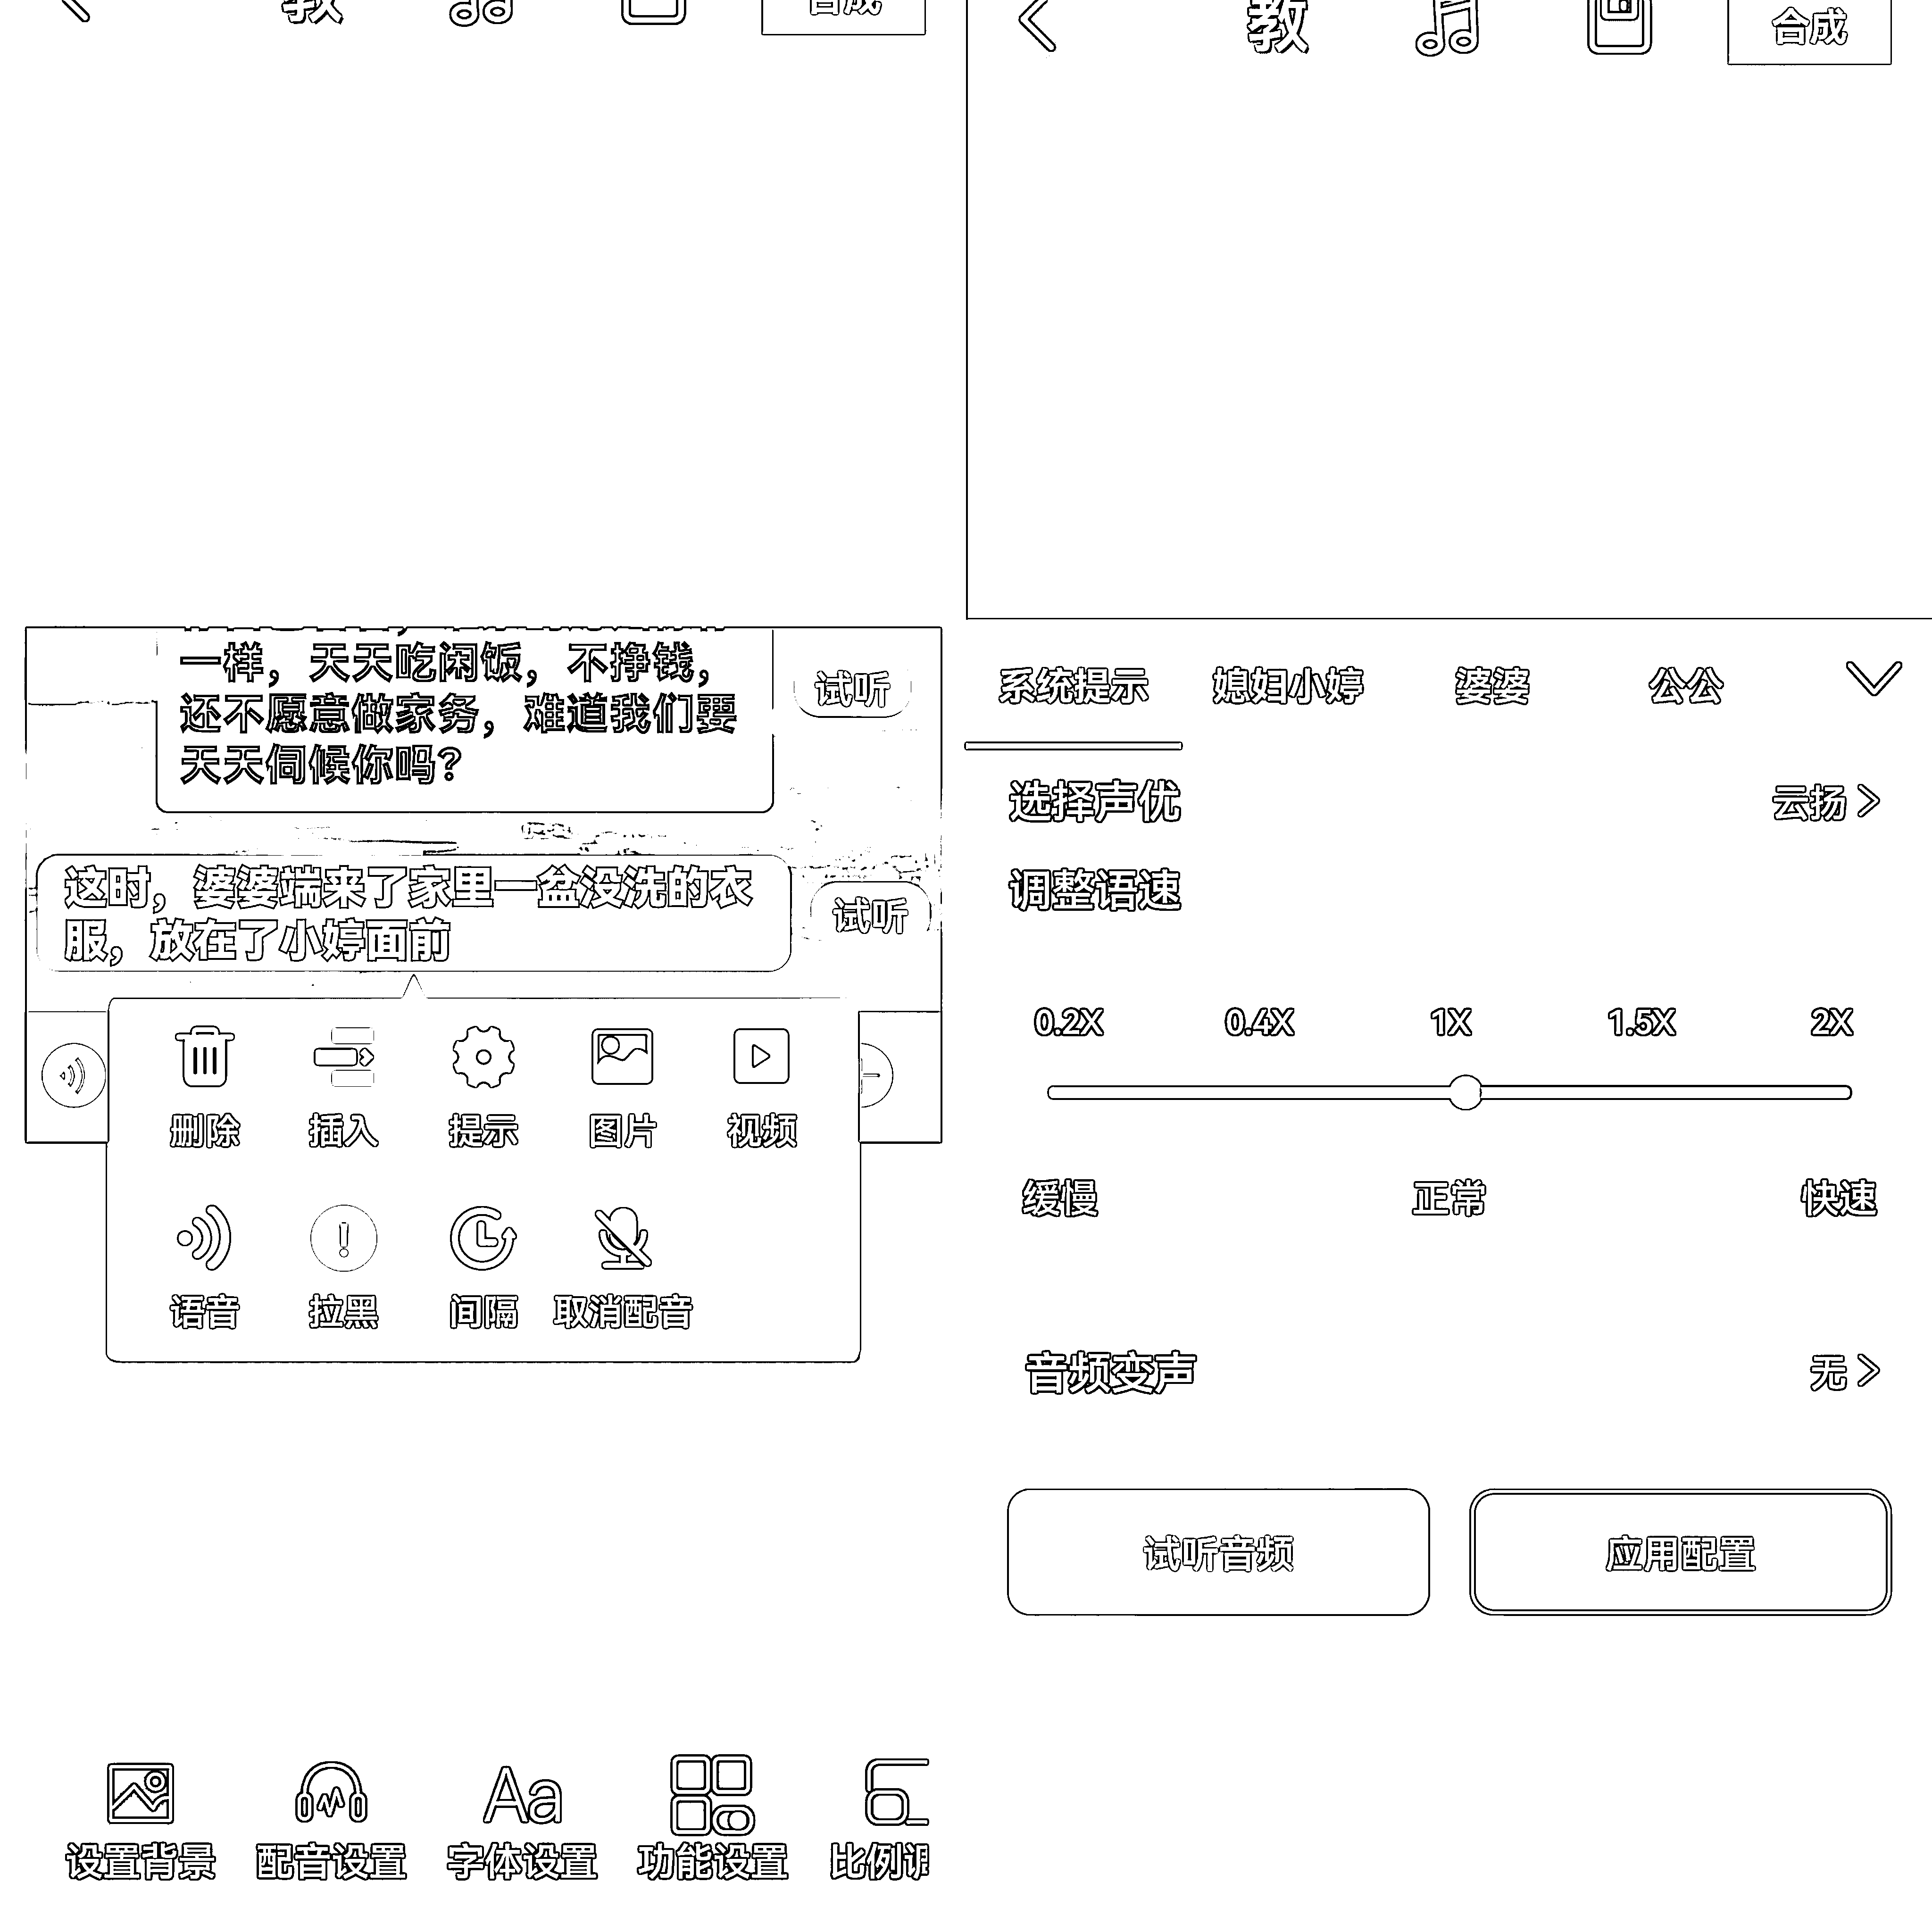 教
合成
一样，天天吃闲饭，不挣钱，
还不愿意做家务，难道我们要
天天伺候你吗？
试听
这时，婆婆端来了家里一盆没洗的衣
服，放在了小婷面前
试听
删除
插入
提示
图片
视频
语音
拉黑
间隔
取消配音
设置背景
配音设置
Aa
字体设置
功能设置
比例
教
合成
系统提示
媳妇小婷
婆婆
公公
选择声优
云扬
调整语速
0.2X
0.4X
1X
1.5X
2X
缓慢
正常
快速
音频变声
无
试听音频
应用配置